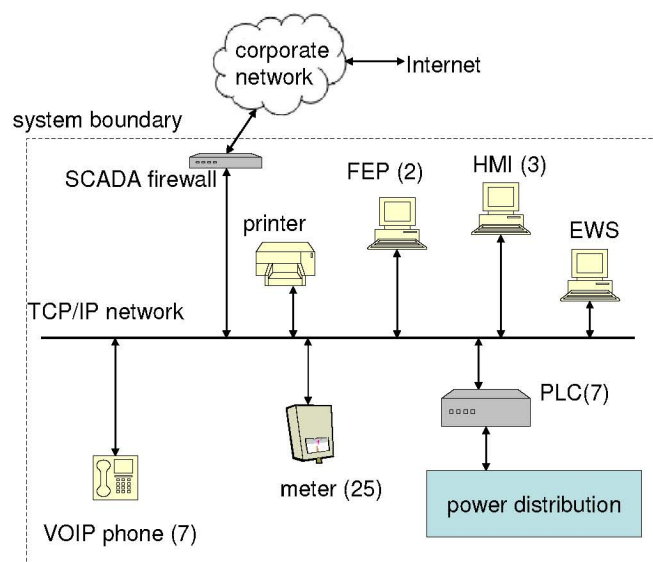 corporate
network
Internet
system boundary
SCADA firewall
FEP (2)
HMI (3)
printer
EWS
TCP/IP network
PLC(7)
meter (25)
power distribution
VOIP phone (7)